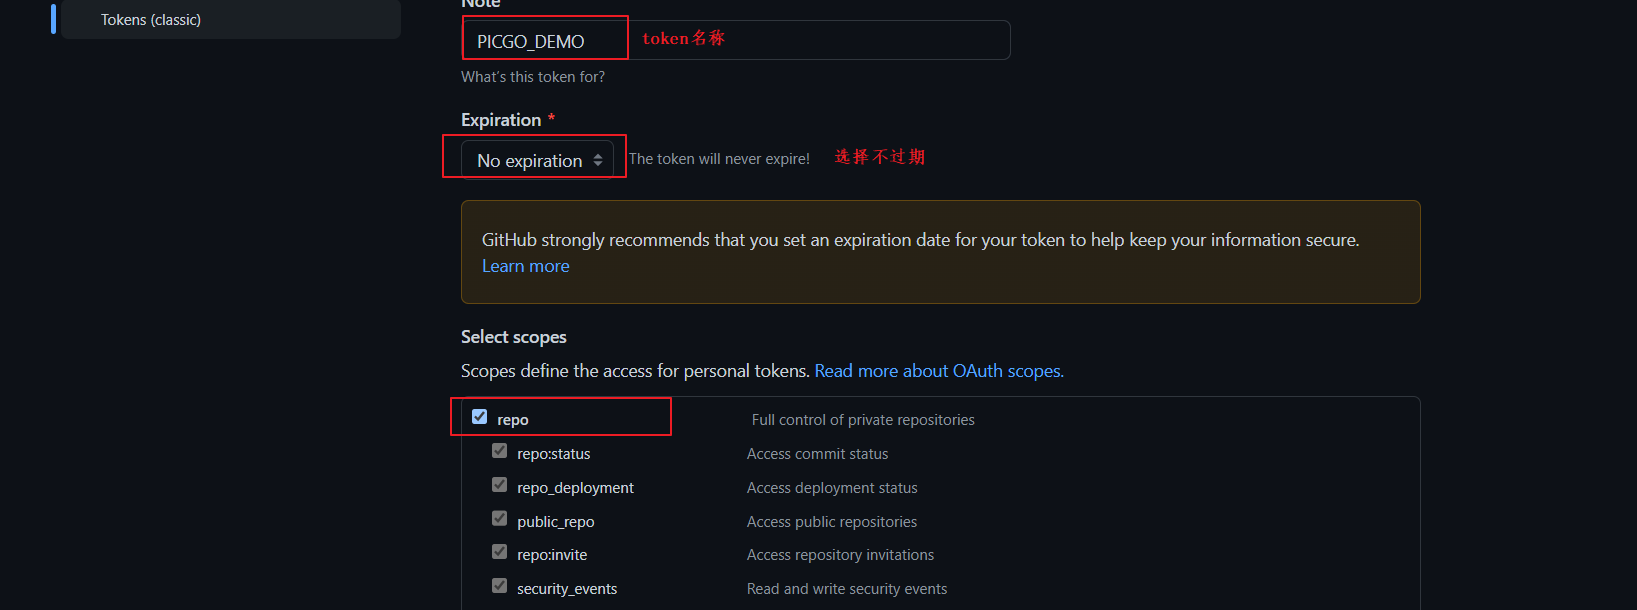 Note
Tokens (classic)
PICGO_DEMO token名称
What's this token for?
Expiration *
No expiration The token will never expire! 选择不过期
GitHub strongly recommends that you set an expiration date for your token to help keep your information secure.
Learn more
Select scopes
Scopes define the access for personal tokens. Read more about OAuth scopes.
repo Full control of private repositories
repo:status Access commit status
repo_deployment Access deployment status
public_repo Access public repositories
repo:invite Access repository invitations
security_events Read and write security events